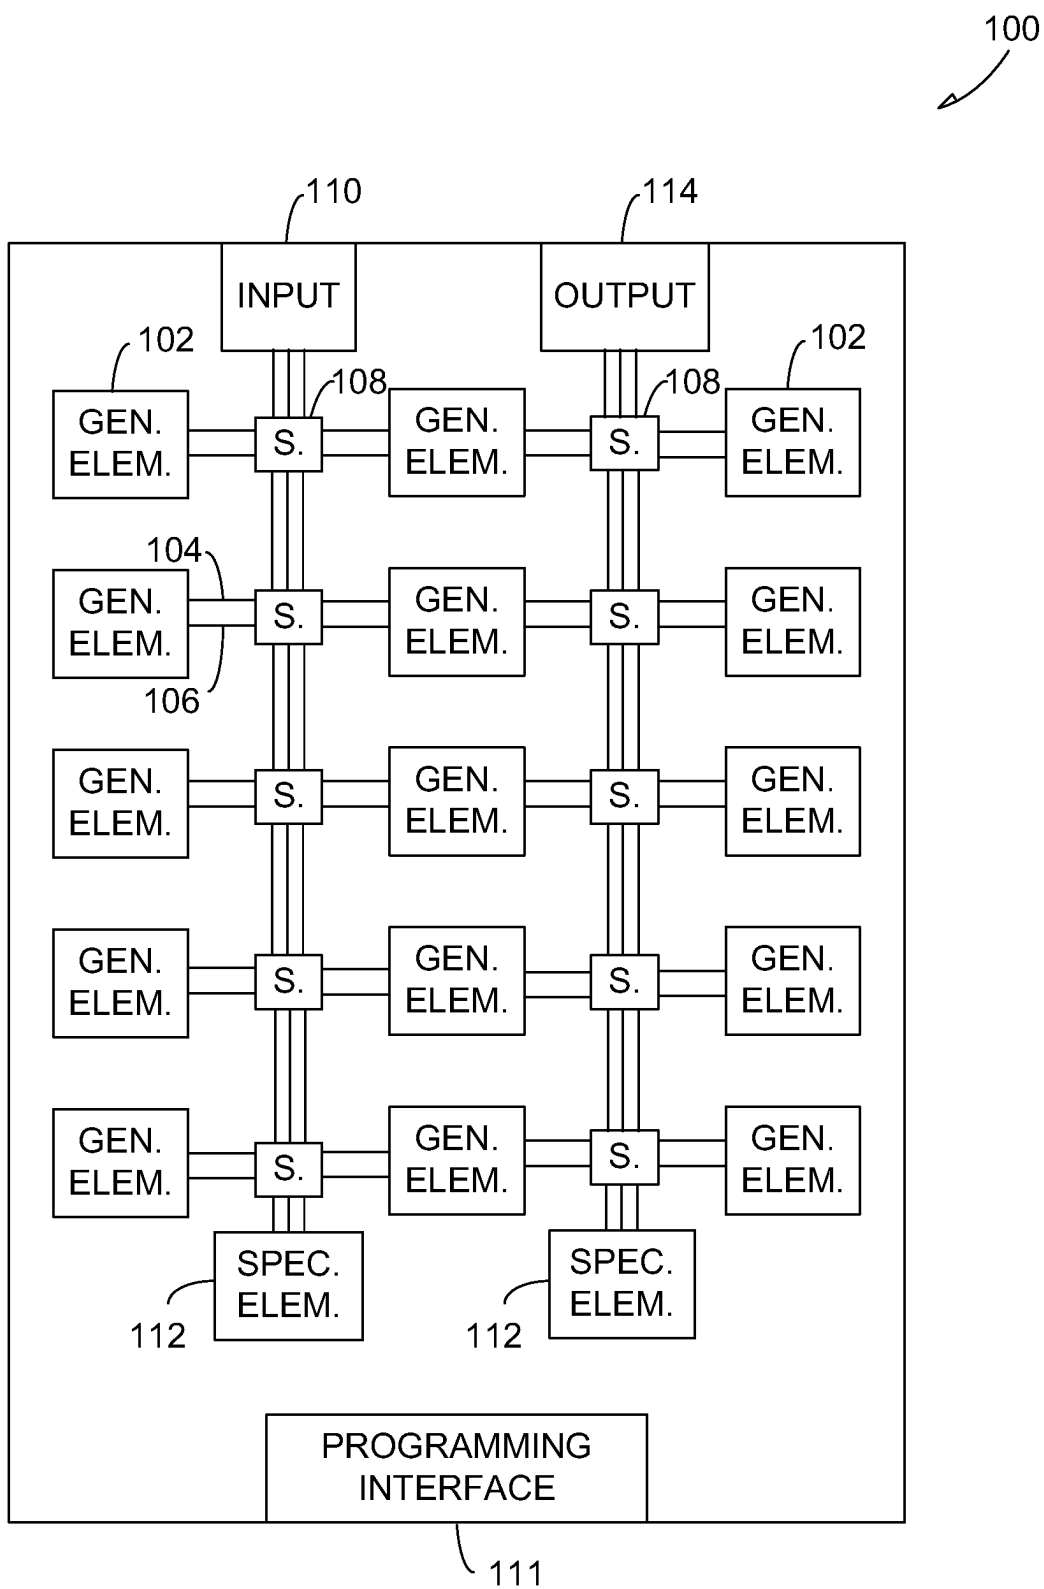 100
110
114
INPUT
OUTPUT
102
102
108
108
GEN.
ELEM.
S.
GEN.
ELEM.
S.
GEN.
ELEM.
104
GEN.
ELEM.
S.
GEN.
ELEM.
S.
GEN.
ELEM.
106
GEN.
ELEM.
S.
GEN.
ELEM.
S.
GEN.
ELEM.
GEN.
ELEM.
S.
GEN.
ELEM.
S.
GEN.
ELEM.
GEN.
ELEM.
S.
GEN.
ELEM.
S.
GEN.
ELEM.
SPEC.
ELEM.
SPEC.
ELEM.
112
112
PROGRAMMING
INTERFACE
111